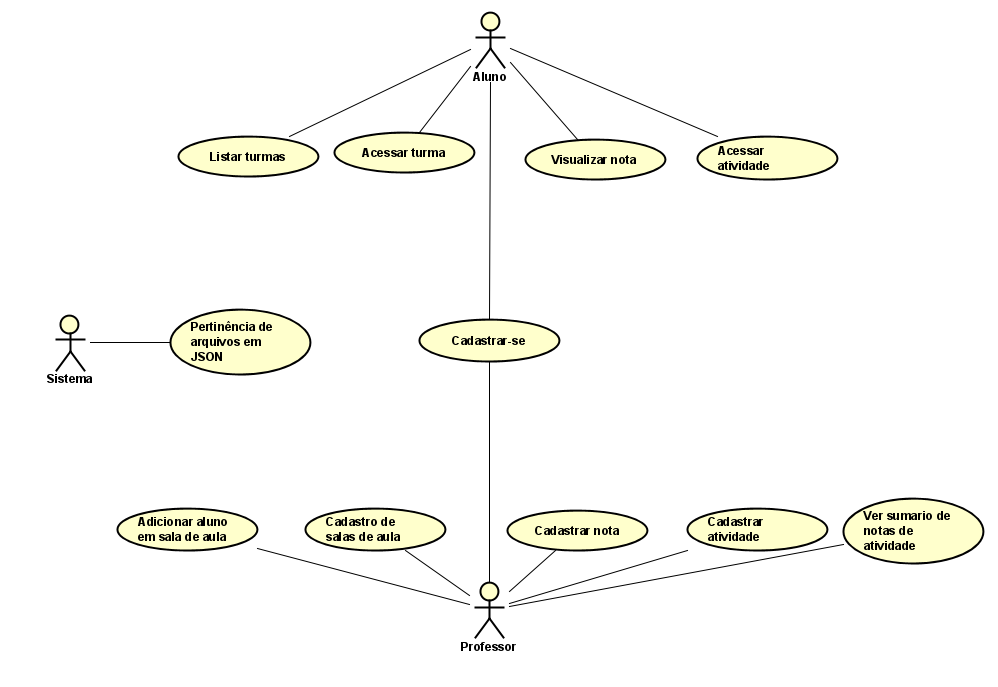 Aluno
Listar turmas
Acessar turma
Visualizar nota
Acessar
atividade
Sistema
Pertinência de
arquivos em
JSON
Cadastrar-se
Adicionar aluno
em sala de aula
Cadastro de
salas de aula
Cadastrar nota
Cadastrar
atividade
Ver sumario de
notas de
atividade
Professor